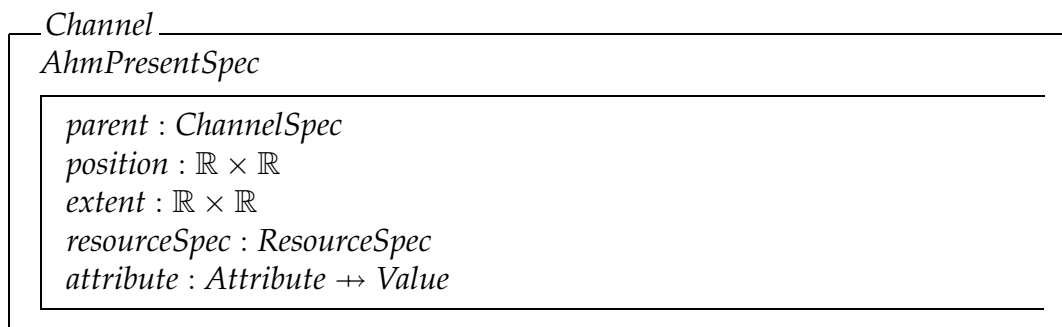 Channel
AhmPresentSpec
parent : ChannelSpec
position : ℝ × ℝ
extent : ℝ × ℝ
resourceSpec : ResourceSpec
attribute : Attribute ⇸ Value